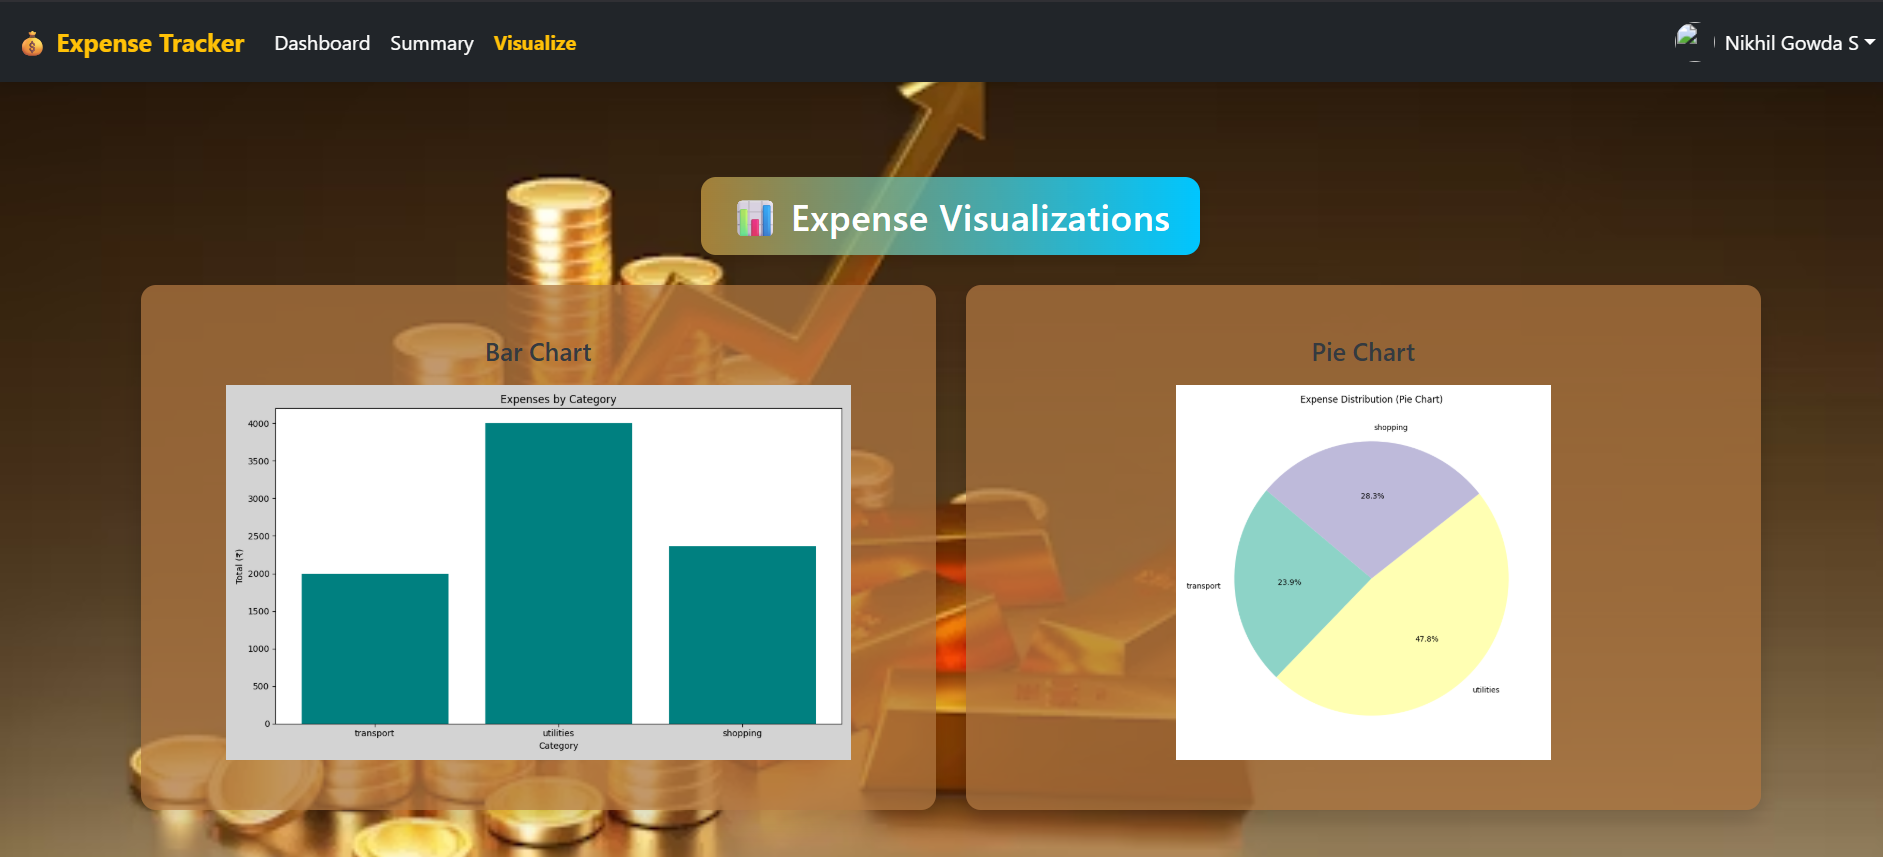 Expense Tracker Dashboard Summary Visualize Nikhil Gowda S
Expense Visualizations
Bar Chart
Expenses by Category
4000
3500
3000
2500
2000
1500
1000
500
0
Total (₹)
transport utilities shopping
Category
Pie Chart
Expense Distribution (Pie Chart)
shopping
28.3%
transport
23.9%
47.8%
utilities